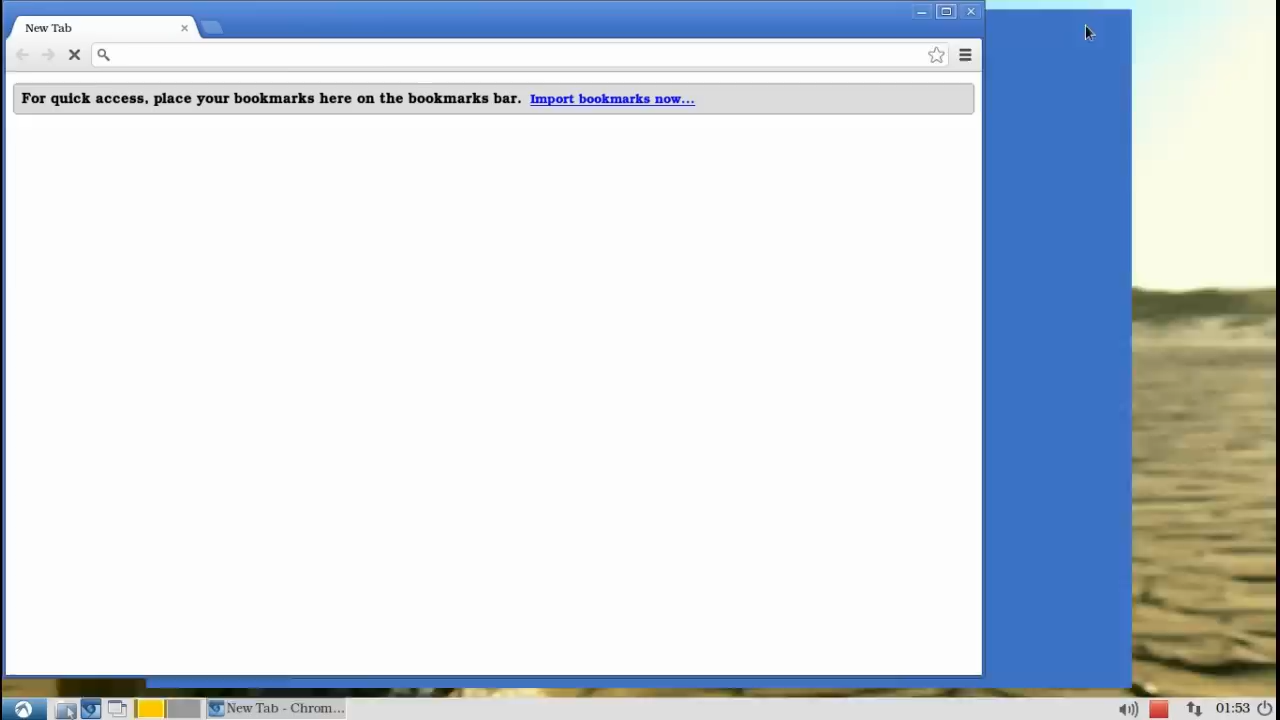 New Tab
For quick access, place your bookmarks here on the bookmarks bar. Import bookmarks now...
New Tab - Chrom...
01:53